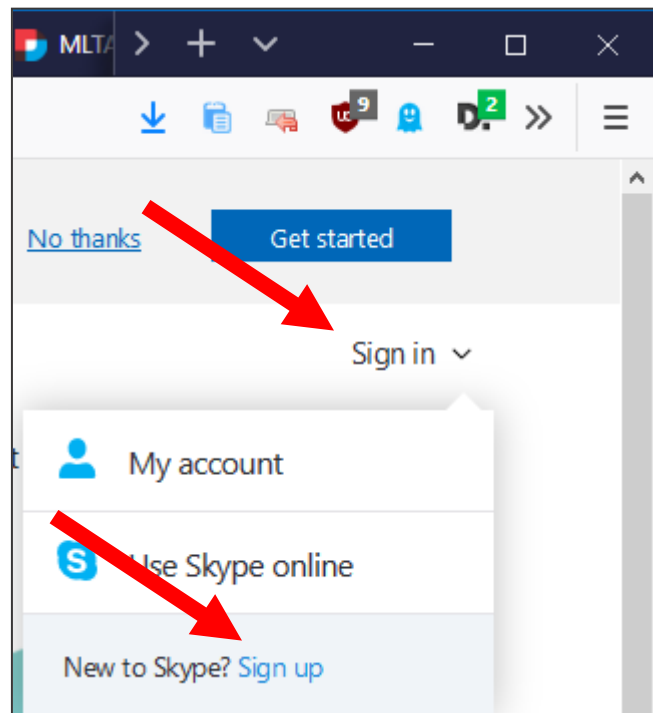 MLTA
9
2
No thanks
Get started
Sign in
t
My account
Use Skype online
New to Skype? Sign up